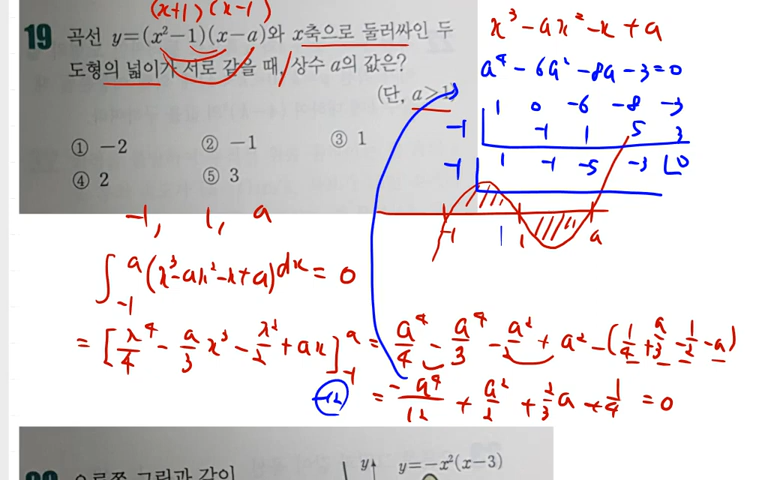 (x+1)(x-1)
19 곡선 y=(x²-1)(x-a)와 x축으로 둘러싸인 두
도형의 넓이가 서로 같을 때, 상수 a의 값은?
(단, a>1)
① -2 ② -1 ③ 1
④ 2 ⑤ 3
x³-ax²-x+a
a⁴-6a²-8a-3=0
1 0 -6 -8 -3
-1 -1 1 5 3
-1 1 -1 -5 -3 0
-1 1 1 a
-1, 1, a
∫₋₁ᵃ(x³-ax²-x+a)dx=0
=[x⁴/4-a/3x³-x²/2+ax]₋₁ᵃ=a⁴/4-a⁴/3-a²/2+a²-(1/4+a/3-1/2-a)
-12 =-a⁴/12+a²/2+2/3a+1/4=0
y y=-x²(x-3)